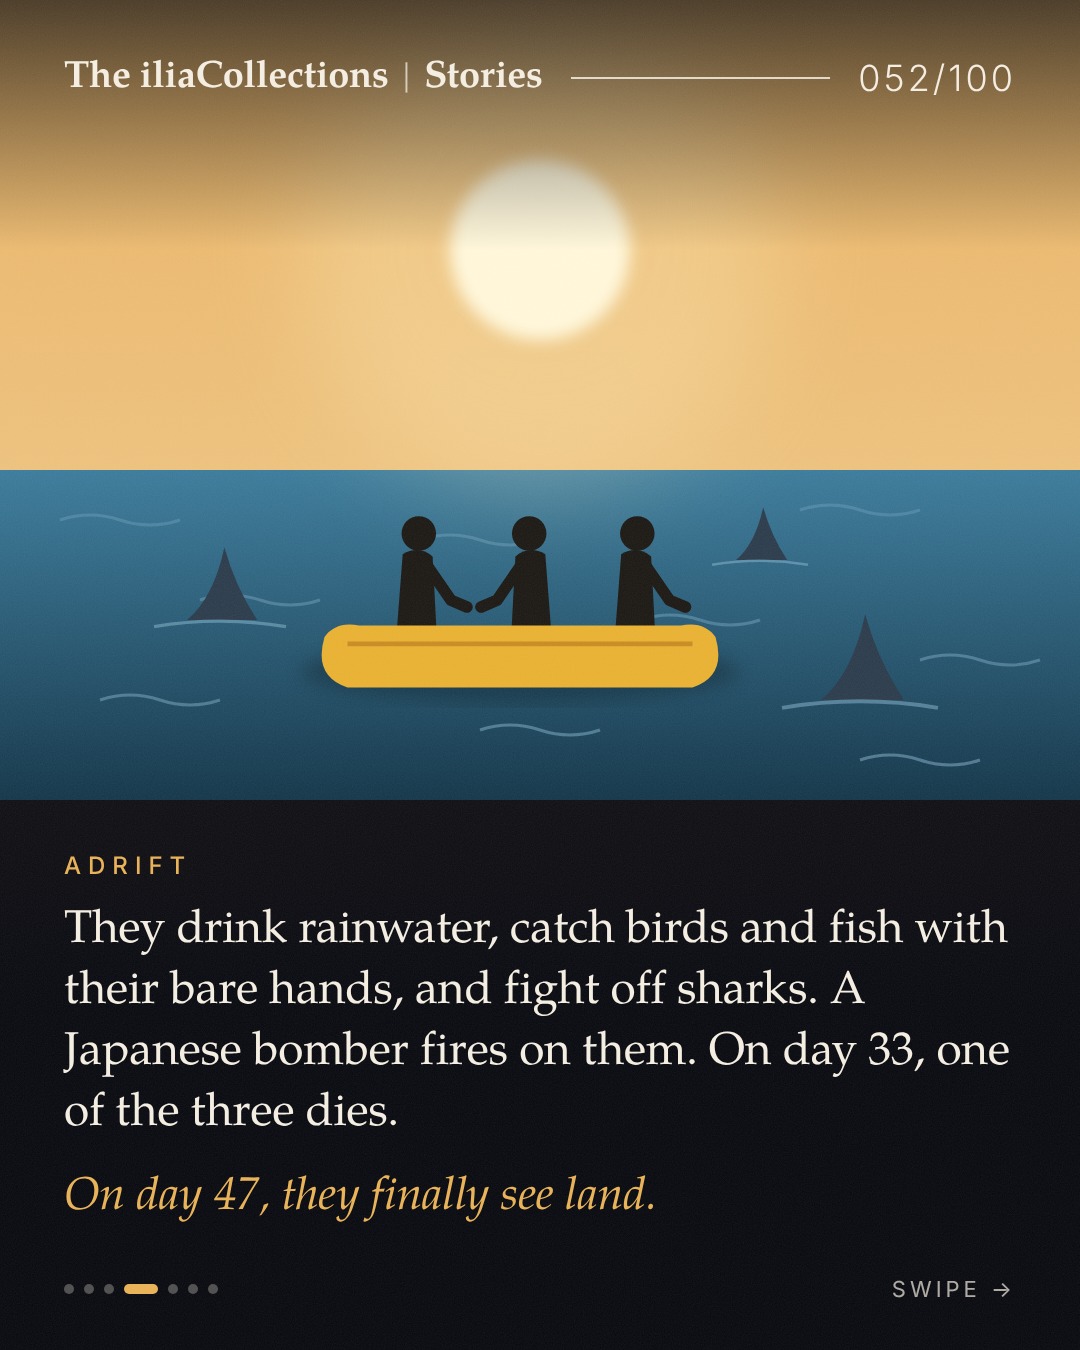 The iliaCollections | Stories
052/100
ADRIFT
They drink rainwater, catch birds and fish with
their bare hands, and fight off sharks. A
Japanese bomber fires on them. On day 33, one
of the three dies.
On day 47, they finally see land.
SWIPE →